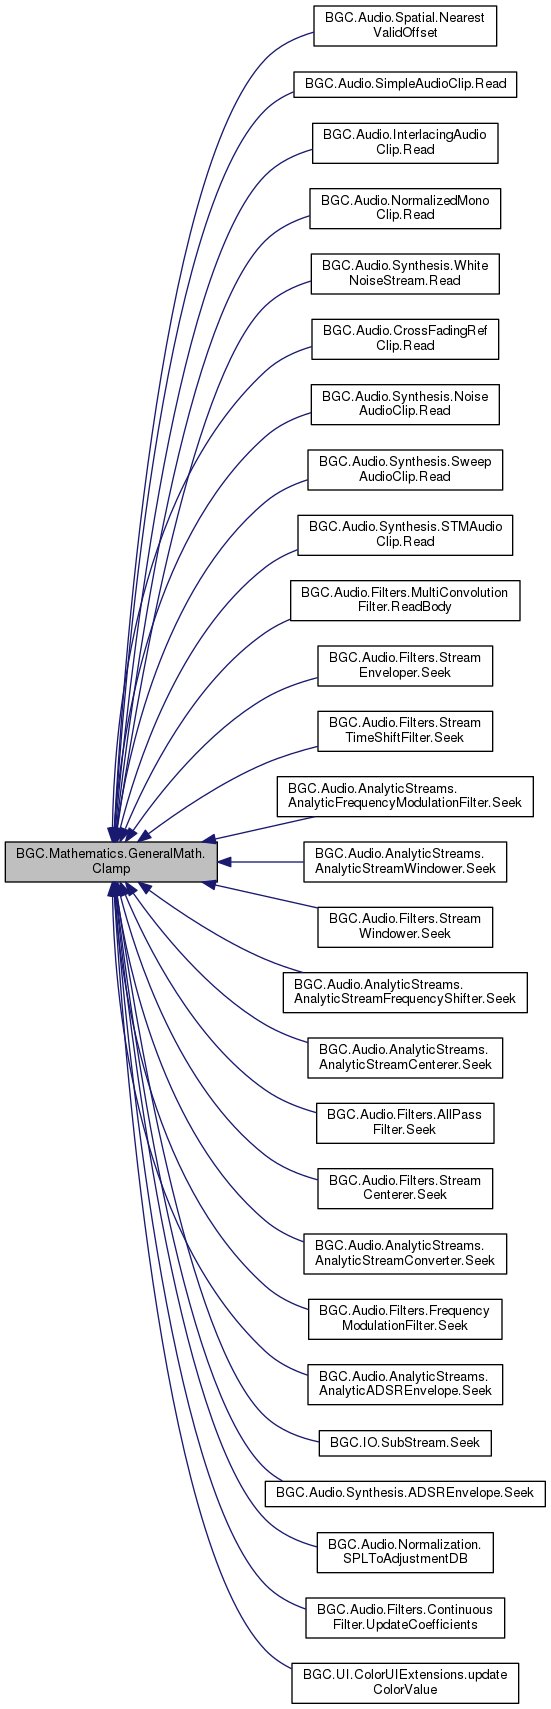 BGC.Audio.Spatial.Nearest
ValidOffset
BGC.Audio.SimpleAudioClip.Read
BGC.Audio.InterlacingAudio
Clip.Read
BGC.Audio.NormalizedMono
Clip.Read
BGC.Audio.Synthesis.White
NoiseStream.Read
BGC.Audio.CrossFadingRef
Clip.Read
BGC.Audio.Synthesis.Noise
AudioClip.Read
BGC.Audio.Synthesis.Sweep
AudioClip.Read
BGC.Audio.Synthesis.STMAudio
Clip.Read
BGC.Audio.Filters.MultiConvolution
Filter.ReadBody
BGC.Audio.Filters.Stream
Enveloper.Seek
BGC.Audio.Filters.Stream
TimeShiftFilter.Seek
BGC.Audio.AnalyticStreams.
AnalyticFrequencyModulationFilter.Seek
BGC.Mathematics.GeneralMath.
Clamp
BGC.Audio.AnalyticStreams.
AnalyticStreamWindower.Seek
BGC.Audio.Filters.Stream
Windower.Seek
BGC.Audio.AnalyticStreams.
AnalyticStreamFrequencyShifter.Seek
BGC.Audio.AnalyticStreams.
AnalyticStreamCenterer.Seek
BGC.Audio.Filters.AllPass
Filter.Seek
BGC.Audio.Filters.Stream
Centerer.Seek
BGC.Audio.AnalyticStreams.
AnalyticStreamConverter.Seek
BGC.Audio.Filters.Frequency
ModulationFilter.Seek
BGC.Audio.AnalyticStreams.
AnalyticADSREnvelope.Seek
BGC.IO.SubStream.Seek
BGC.Audio.Synthesis.ADSREnvelope.Seek
BGC.Audio.Normalization.
SPLToAdjustmentDB
BGC.Audio.Filters.Continuous
Filter.UpdateCoefficients
BGC.UI.ColorUIExtensions.update
ColorValue